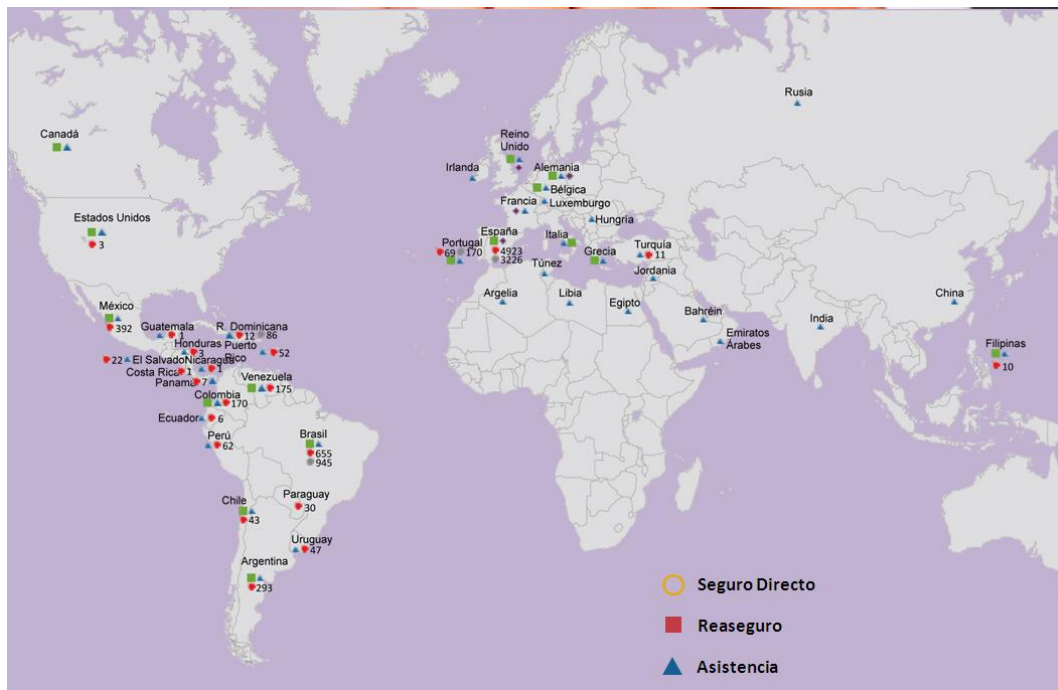 Rusia
Canadá
Reino
Unido
Irlanda
Alemania
Bélgica
Luxemburgo
Francia
Hungria
Estados Unidos
3
España
4923
3226
Portugal
69
170
Italia
Grecia
Turquía
11
Túnez
Jordania
Argelia
Libia
Egipto
China
India
Bahréin
Emiratos
Árabes
Filipinas
10
México
392
Guatemala
1
R. Dominicana
12
86
Honduras
3
Puerto
Rico
52
22
El Salvador
Nicaragua
1
Costa Rica
1
Panamá
7
Venezuela
175
Colombia
170
Ecuador
6
Perú
62
Brasil
655
945
Paraguay
30
Chile
43
Uruguay
47
Argentina
293
Seguro Directo
Reaseguro
Asistencia